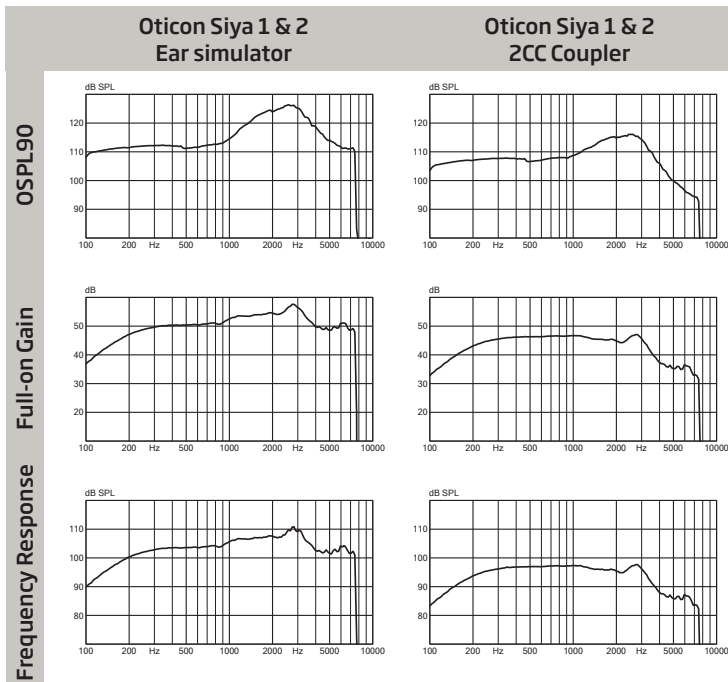 Oticon Siya 1 & 2
Ear simulator
Oticon Siya 1 & 2
2CC Coupler
OSPL90
dB SPL
120
110
100
90
100 200 Hz 500 1000 2000 Hz 5000 10000
dB SPL
120
110
100
90
100 200 Hz 500 1000 2000 Hz 5000 10000
Full-on Gain
dB
50
40
30
20
100 200 Hz 500 1000 2000 Hz 5000 10000
dB
50
40
30
20
100 200 Hz 500 1000 2000 Hz 5000 10000
Frequency Response
dB SPL
110
100
90
80
100 200 Hz 500 1000 2000 Hz 5000 10000
dB SPL
110
100
90
80
100 200 Hz 500 1000 2000 Hz 5000 10000